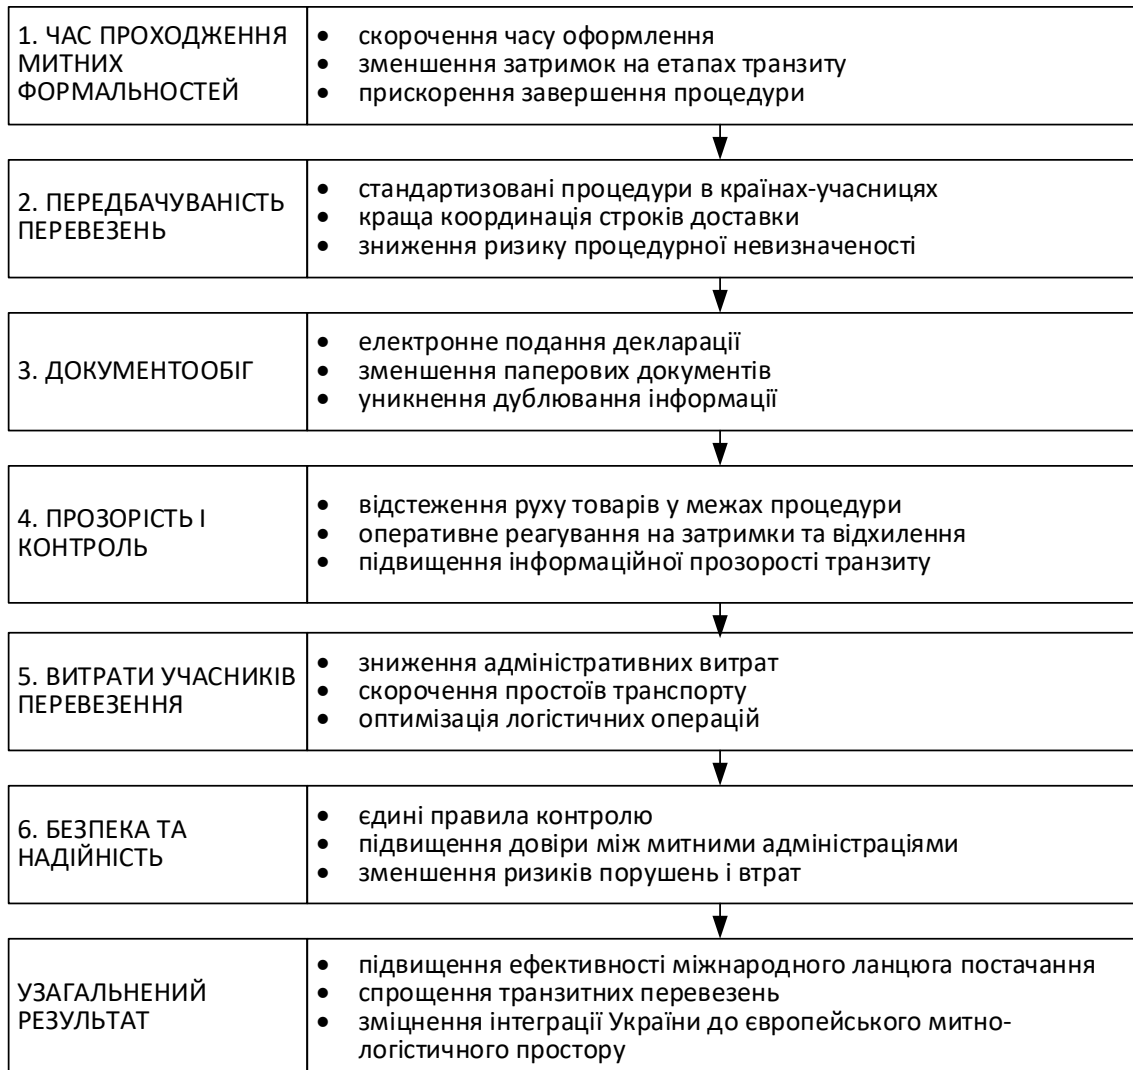 1. ЧАС ПРОХОДЖЕННЯ
МИТНИХ
ФОРМАЛЬНОСТЕЙ
• скорочення часу оформлення
• зменшення затримок на етапах транзиту
• прискорення завершення процедури
2. ПЕРЕДБАЧУВАНІСТЬ
ПЕРЕВЕЗЕНЬ
• стандартизовані процедури в країнах-учасницях
• краща координація строків доставки
• зниження ризику процедурної невизначеності
3. ДОКУМЕНТООБІГ
• електронне подання декларації
• зменшення паперових документів
• уникнення дублювання інформації
4. ПРОЗОРІСТЬ І
КОНТРОЛЬ
• відстеження руху товарів у межах процедури
• оперативне реагування на затримки та відхилення
• підвищення інформаційної прозорості транзиту
5. ВИТРАТИ УЧАСНИКІВ
ПЕРЕВЕЗЕННЯ
• зниження адміністративних витрат
• скорочення простоїв транспорту
• оптимізація логістичних операцій
6. БЕЗПЕКА ТА
НАДІЙНІСТЬ
• єдині правила контролю
• підвищення довіри між митними адміністраціями
• зменшення ризиків порушень і втрат
УЗАГАЛЬНЕНИЙ
РЕЗУЛЬТАТ
• підвищення ефективності міжнародного ланцюга постачання
• спрощення транзитних перевезень
• зміцнення інтеграції України до європейського митно-
логістичного простору